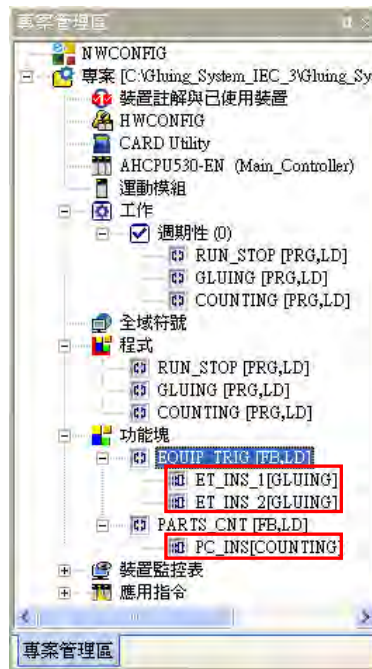 專案管理區
NWCONFIG
專案 [C:\Gluing_System_IEC_3\Gluing_Sy
裝置註解與已使用裝置
HWCONFIG
CARD Utility
AHCPU530-EN (Main_Controller)
運動模組
工作
週期性 (0)
RUN_STOP [PRG,LD]
GLUING [PRG,LD]
COUNTING [PRG,LD]
全域符號
程式
RUN_STOP [PRG,LD]
GLUING [PRG,LD]
COUNTING [PRG,LD]
功能塊
EQUIP_TRIG [FB,LD]
ET_INS_1[GLUING]
ET_INS_2[GLUING]
PARTS_CNT [FB,LD]
PC_INS[COUNTING
裝置監控表
應用指令
專案管理區